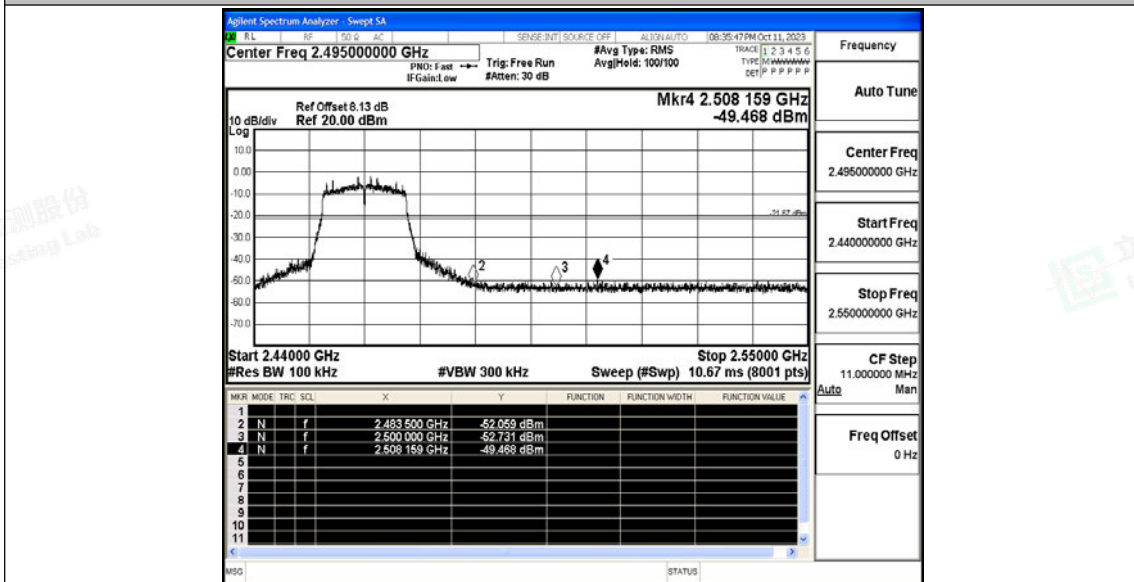 Agilent Spectrum Analyzer - Swept SA
RL RF 50 Ω AC SENSE:INT SOURCE OFF ALIGNAUTO 08:35:47 PM Oct 11, 2023
Center Freq 2.495000000 GHz
PNO: Fast
IFGain:Low
Trig: Free Run
#Atten: 30 dB
#Avg Type: RMS
Avg|Hold: 100/100
TRACE 1 2 3 4 5 6
TYPE M WWWWW
DET P P P P P P
Frequency
Auto Tune
Center Freq
2.495000000 GHz
Start Freq
2.440000000 GHz
Stop Freq
2.550000000 GHz
CF Step
11.000000 MHz
Auto Man
Freq Offset
0 Hz
Mkr4 2.508 159 GHz
-49.468 dBm
Ref Offset 8.13 dB
10 dB/div Ref 20.00 dBm
Log
10.0
0.00
-10.0
-20.0
-30.0
-40.0
-50.0
-60.0
-70.0
-21.87 dBm
2
3
4
Start 2.44000 GHz Stop 2.55000 GHz
#Res BW 100 kHz #VBW 300 kHz Sweep (#Swp) 10.67 ms (8001 pts)
MKR MODE TRC SCL X Y FUNCTION FUNCTION WIDTH FUNCTION VALUE
1
2 N f 2.483 500 GHz -52.059 dBm
3 N f 2.500 000 GHz -52.731 dBm
4 N f 2.508 159 GHz -49.468 dBm
5
6
7
8
9
10
11
MSG STATUS